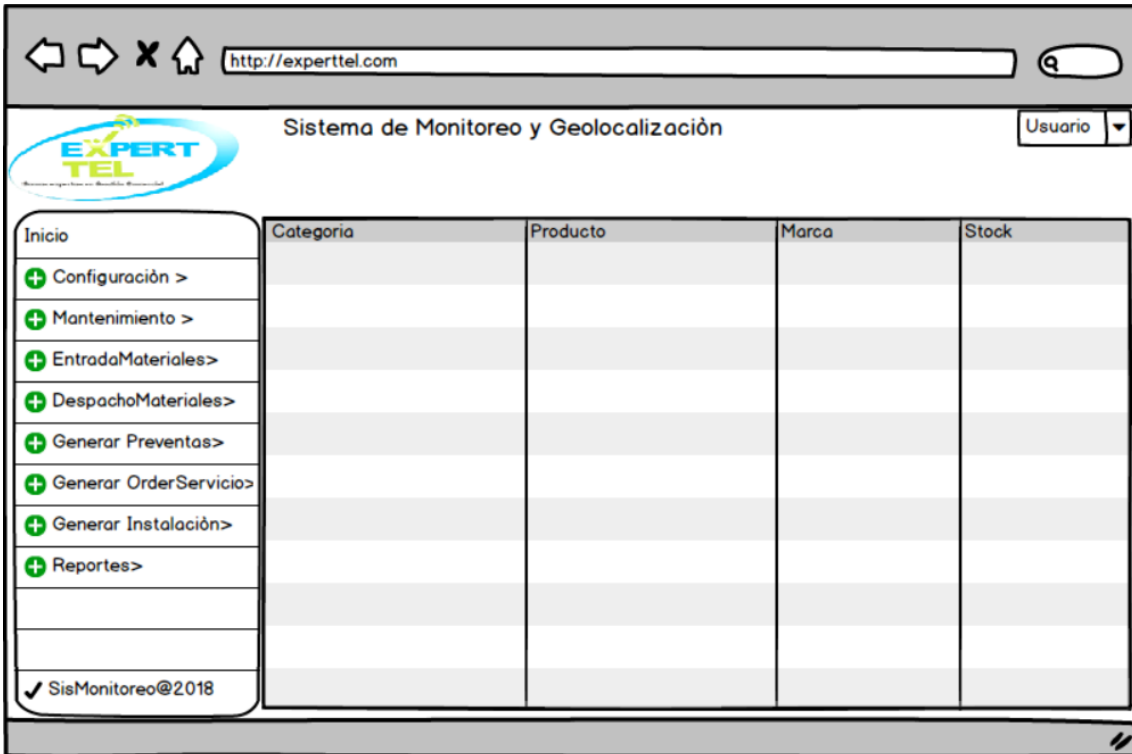 http://experttel.com
Sistema de Monitoreo y Geolocalizaciòn
Usuario
EXPERT
TEL
Categoria Producto Marca Stock
Inicio
Configuraciòn >
Mantenimiento >
EntradaMateriales>
DespachoMateriales>
Generar Preventas>
Generar OrderServicio>
Generar Instalaciòn>
Reportes>
SisMonitoreo@2018